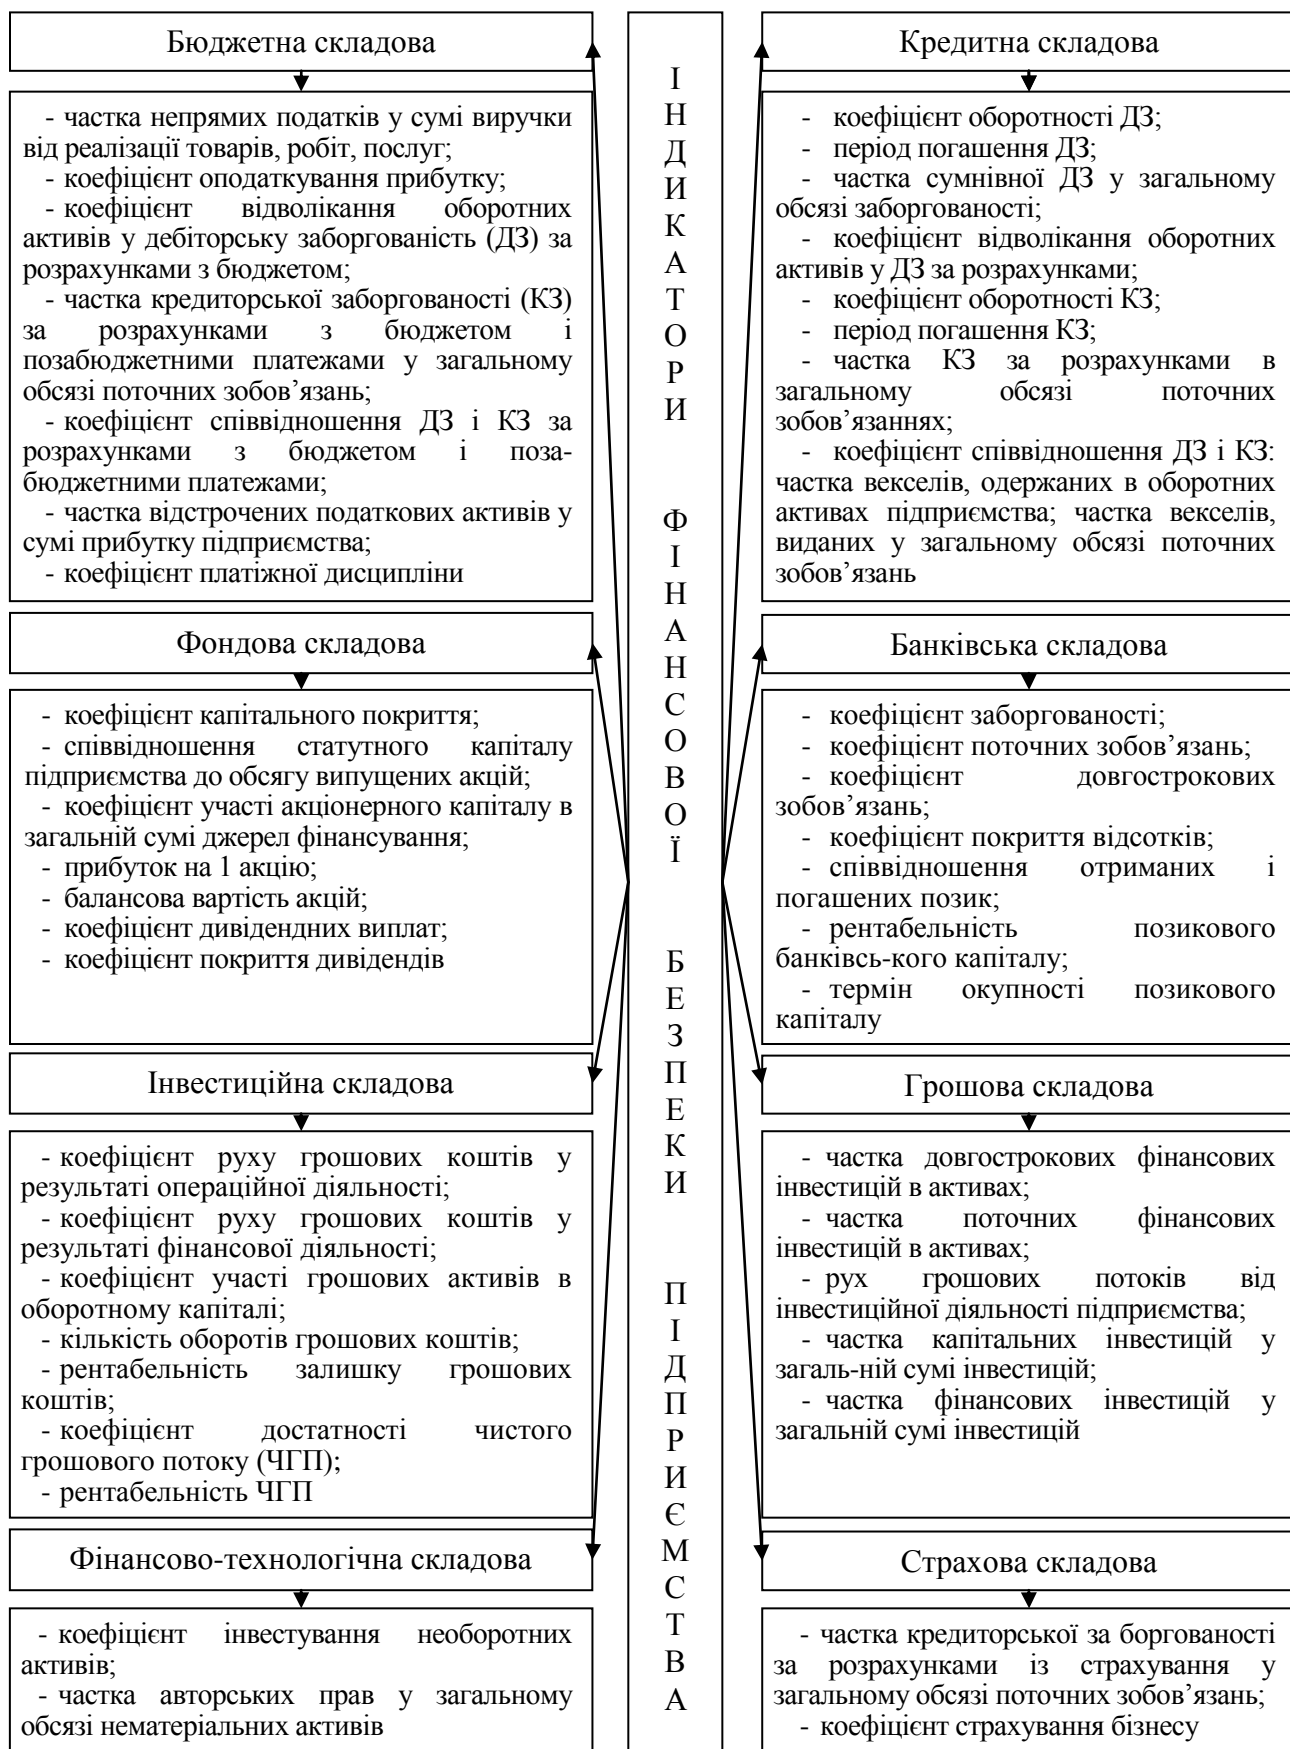 Бюджетна складова
- частка непрямих податків у сумі виручки
від реалізації товарів, робіт, послуг;
- коефіцієнт оподаткування прибутку;
- коефіцієнт відволікання оборотних
активів у дебіторську заборгованість (ДЗ) за
розрахунками з бюджетом;
- частка кредиторської заборгованості (КЗ)
за розрахунками з бюджетом і
позабюджетними платежами у загальному
обсязі поточних зобов’язань;
- коефіцієнт співвідношення ДЗ і КЗ за
розрахунками з бюджетом і поза-
бюджетними платежами;
- частка відстрочених податкових активів у
сумі прибутку підприємства;
- коефіцієнт платіжної дисципліни
Фондова складова
- коефіцієнт капітального покриття;
- співвідношення статутного капіталу
підприємства до обсягу випущених акцій;
- коефіцієнт участі акціонерного капіталу в
загальній сумі джерел фінансування;
- прибуток на 1 акцію;
- балансова вартість акцій;
- коефіцієнт дивідендних виплат;
- коефіцієнт покриття дивідендів
Інвестиційна складова
- коефіцієнт руху грошових коштів у
результаті операційної діяльності;
- коефіцієнт руху грошових коштів у
результаті фінансової діяльності;
- коефіцієнт участі грошових активів в
оборотному капіталі;
- кількість оборотів грошових коштів;
- рентабельність залишку грошових
коштів;
- коефіцієнт достатності чистого
грошового потоку (ЧГП);
- рентабельність ЧГП
Фінансово-технологічна складова
- коефіцієнт інвестування необоротних
активів;
- частка авторських прав у загальному
обсязі нематеріальних активів
ІНДИКАТОРИ ФІНАНСОВОЇ БЕЗПЕКИ ПІДПРИЄМСТВА
Кредитна складова
- коефіцієнт оборотності ДЗ;
- період погашення ДЗ;
- частка сумнівної ДЗ у загальному
обсязі заборгованості;
- коефіцієнт відволікання оборотних
активів у ДЗ за розрахунками;
- коефіцієнт оборотності КЗ;
- період погашення КЗ;
- частка КЗ за розрахунками в
загальному обсязі поточних
зобов’язаннях;
- коефіцієнт співвідношення ДЗ і КЗ:
частка векселів, одержаних в оборотних
активах підприємства; частка векселів,
виданих у загальному обсязі поточних
зобов’язань
Банківська складова
- коефіцієнт заборгованості;
- коефіцієнт поточних зобов’язань;
- коефіцієнт довгострокових
зобов’язань;
- коефіцієнт покриття відсотків;
- співвідношення отриманих і
погашених позик;
- рентабельність позикового
банківсь-кого капіталу;
- термін окупності позикового
капіталу
Грошова складова
- частка довгострокових фінансових
інвестицій в активах;
- частка поточних фінансових
інвестицій в активах;
- рух грошових потоків від
інвестиційної діяльності підприємства;
- частка капітальних інвестицій у
загаль-ній сумі інвестицій;
- частка фінансових інвестицій у
загальній сумі інвестицій
Страхова складова
- частка кредиторської за боргованості
за розрахунками із страхування у
загальному обсязі поточних зобов’язань;
- коефіцієнт страхування бізнесу